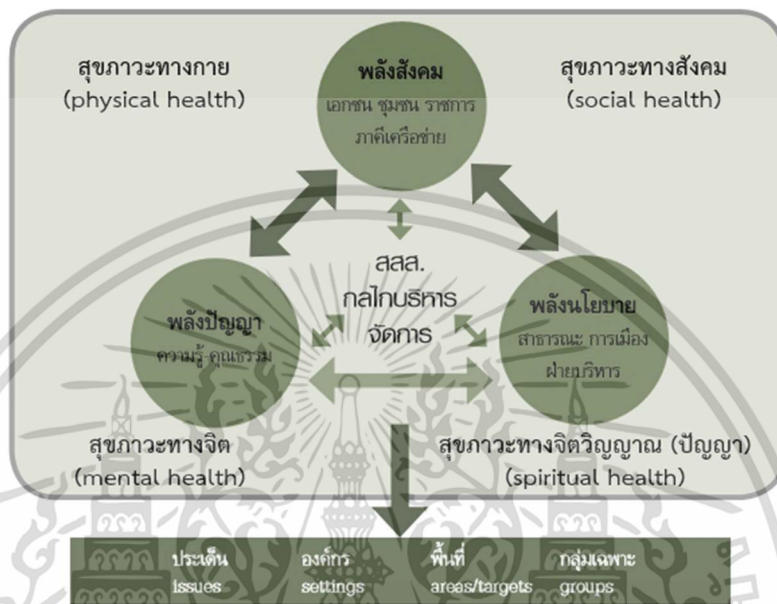 สุขภาวะทางกาย
(physical health)
พลังสังคม
เอกชน ชุมชน ราชการ
ภาคีเครือข่าย
สุขภาวะทางสังคม
(social health)
สสส.
กลไกบริหาร
จัดการ
พลังปัญญา
ความรู้-คุณธรรม
พลังนโยบาย
สาธารณะ การเมือง
ฝ่ายบริหาร
สุขภาวะทางจิต
(mental health)
สุขภาวะทางจิตวิญญาณ (ปัญญา)
(spiritual health)
ประเด็น องค์กร พื้นที่ กลุ่มเฉพาะ
issues settings areas/targets groups